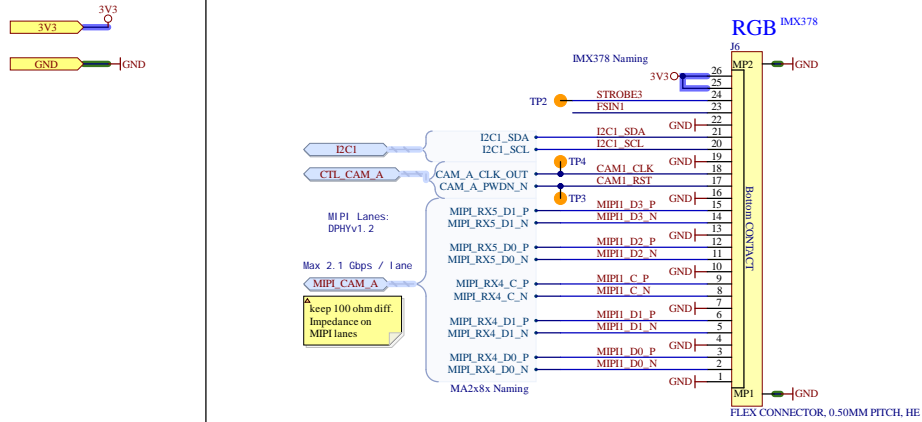 3V3
3V3
GND
GND
RGB IMX378
J6
IMX378 Naming
MP2
GND
3V3
26
25
TP2
STROBE3
24
FSIN1
23
GND
22
I2C1_SDA
I2C1_SDA
21
I2C1
I2C1_SCL
I2C1_SCL
20
GND
19
TP4
CTL_CAM_A
CAM_A_CLK_OUT
CAM1_CLK
18
CAM_A_PWDN_N
CAM1_RST
17
TP3
GND
16
MIPI_RX5_D1_P
MIPI1_D3_P
15
MIPI Lanes:
DPHYv1.2
MIPI_RX5_D1_N
MIPI1_D3_N
14
GND
13
MIPI_RX5_D0_P
MIPI1_D2_P
12
MIPI_RX5_D0_N
MIPI1_D2_N
11
Max 2.1 Gbps / lane
GND
10
MIPI_CAM_A
MIPI_RX4_C_P
MIPI1_C_P
9
MIPI_RX4_C_N
MIPI1_C_N
8
keep 100 ohm diff.
Impedance on
MIPI lanes
GND
7
MIPI_RX4_D1_P
MIPI1_D1_P
6
MIPI_RX4_D1_N
MIPI1_D1_N
5
GND
4
MIPI_RX4_D0_P
MIPI1_D0_P
3
MIPI_RX4_D0_N
MIPI1_D0_N
2
GND
1
Bottom CONTACT
MA2x8x Naming
MP1
GND
FLEX CONNECTOR, 0.50MM PITCH, HE